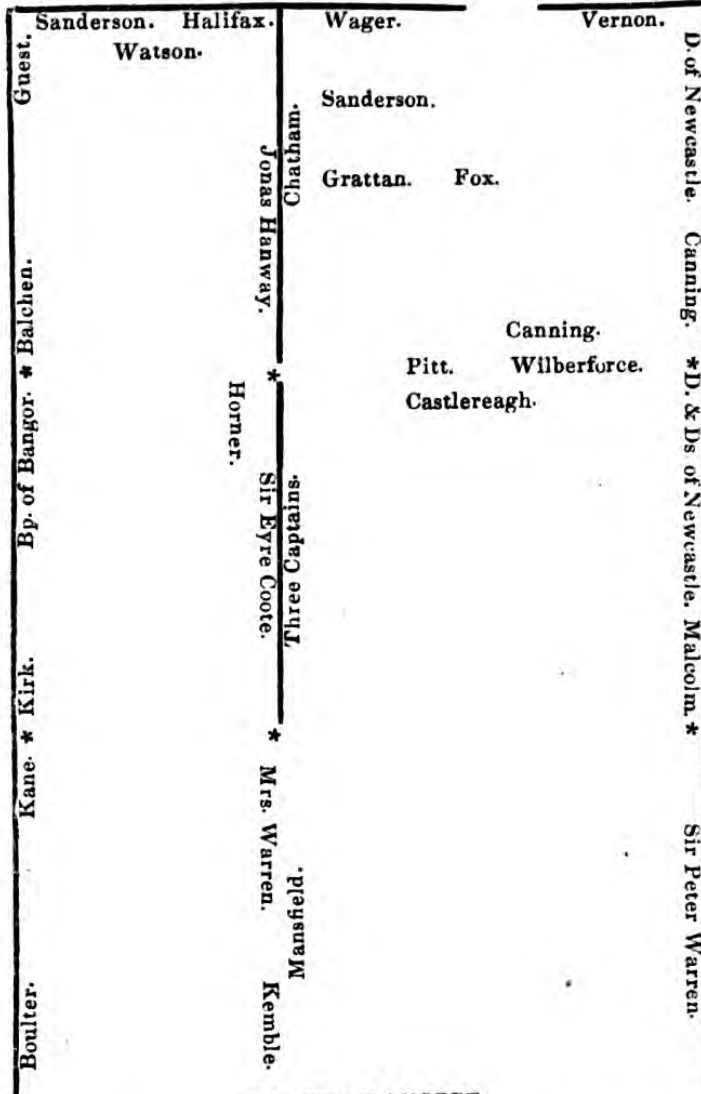 Sanderson. Halifax. Wager. Vernon.
Watson.
Sanderson.
Grattan. Fox.
Canning.
Pitt. Wilberforce.
Castlereagh.
Guest.
Bp. of Bangor. * Balchen.
Kane. * Kirk.
Boulter.
Jonas Hanway.
*
Horner.
Sir Eyre Coote.
*
Mrs. Warren.
Kemble.
Chatham.
Three Captains.
Mansfield.
D. of Newcastle. Canning. *D. & Ds of Newcastle. Malcolm.*
Sir Peter Warren.